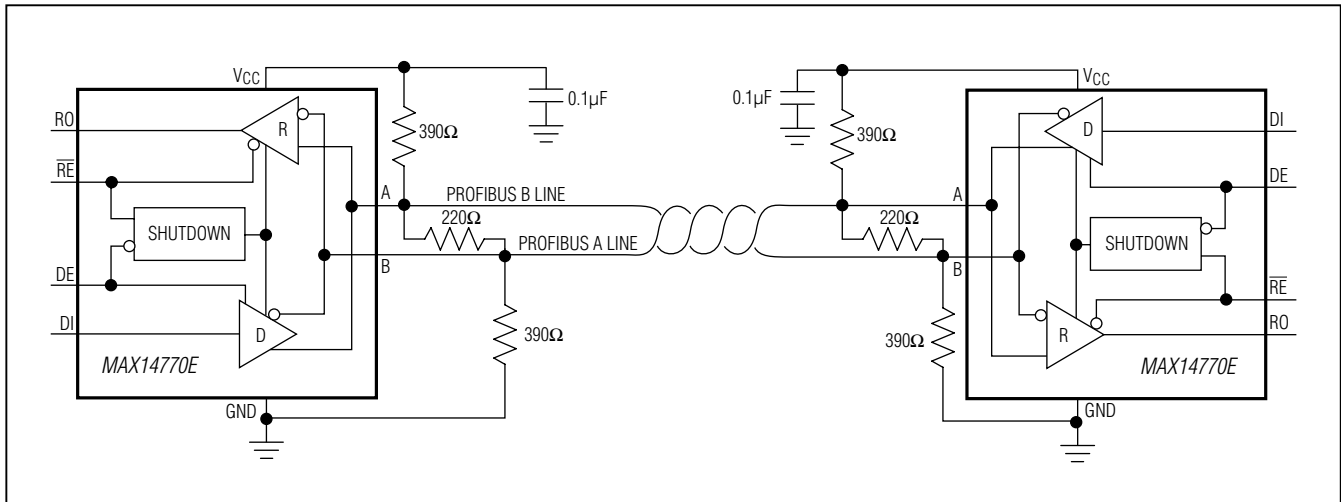 VCC
0.1µF
RO
R
390Ω
RE
A
PROFIBUS B LINE
220Ω
SHUTDOWN
PROFIBUS A LINE
B
DE
DI
D
390Ω
MAX14770E
GND
VCC
0.1µF
D
DI
390Ω
DE
A
220Ω
SHUTDOWN
B
RE
R
RO
390Ω
MAX14770E
GND